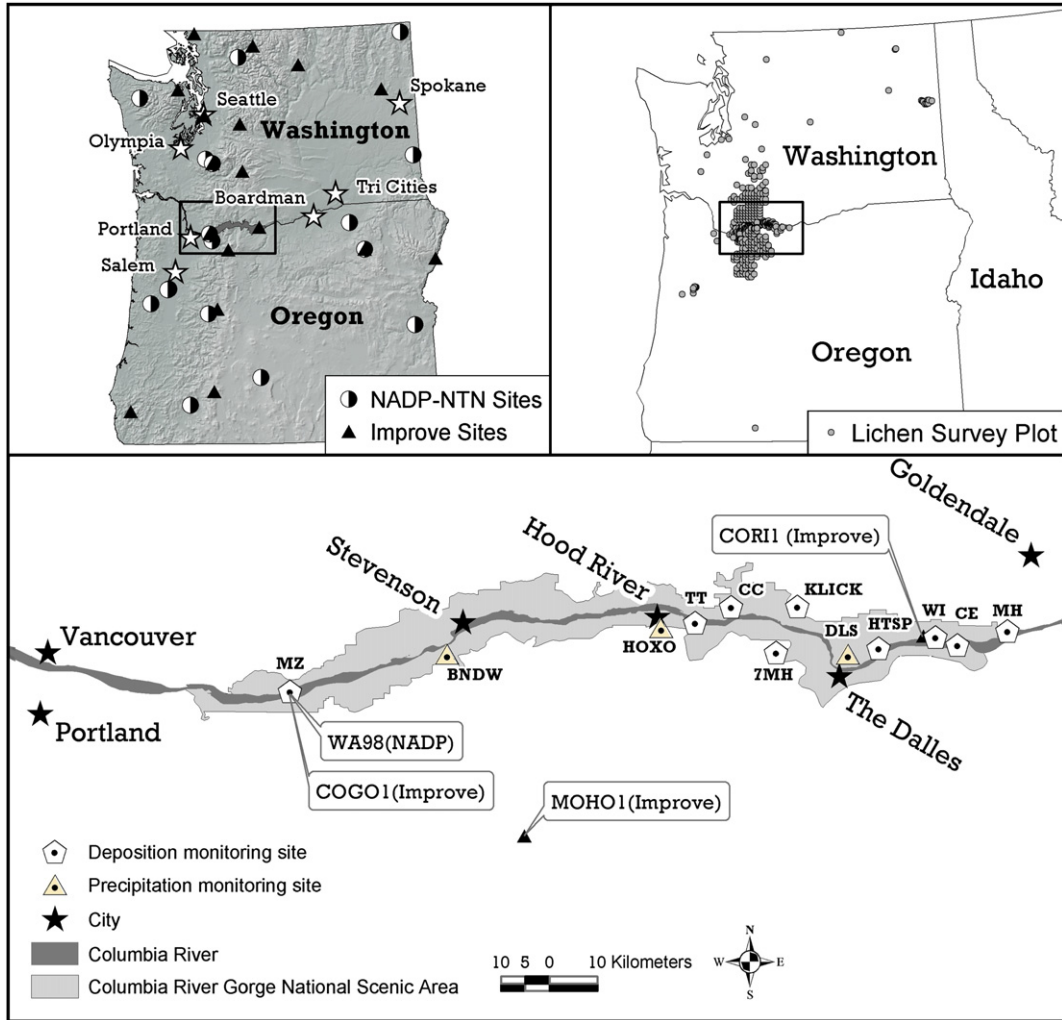 Seattle
Spokane
Washington
Olympia
Tri Cities
Boardman
Portland
Salem
Oregon
NADP-NTN Sites
Improve Sites
Washington
Idaho
Oregon
Lichen Survey Plot
Goldendale
CORI1 (Improve)
Hood River
Stevenson
TT
CC
KLICK
WI
CE
MH
HTSP
DLS
Vancouver
HOXO
BNDW
7MH
MZ
The Dalles
Portland
WA98(NADP)
COGO1(Improve)
MOHO1(Improve)
Deposition monitoring site
Precipitation monitoring site
City
Columbia River
Columbia River Gorge National Scenic Area
10 5 0 10 Kilometers
N
W E
S